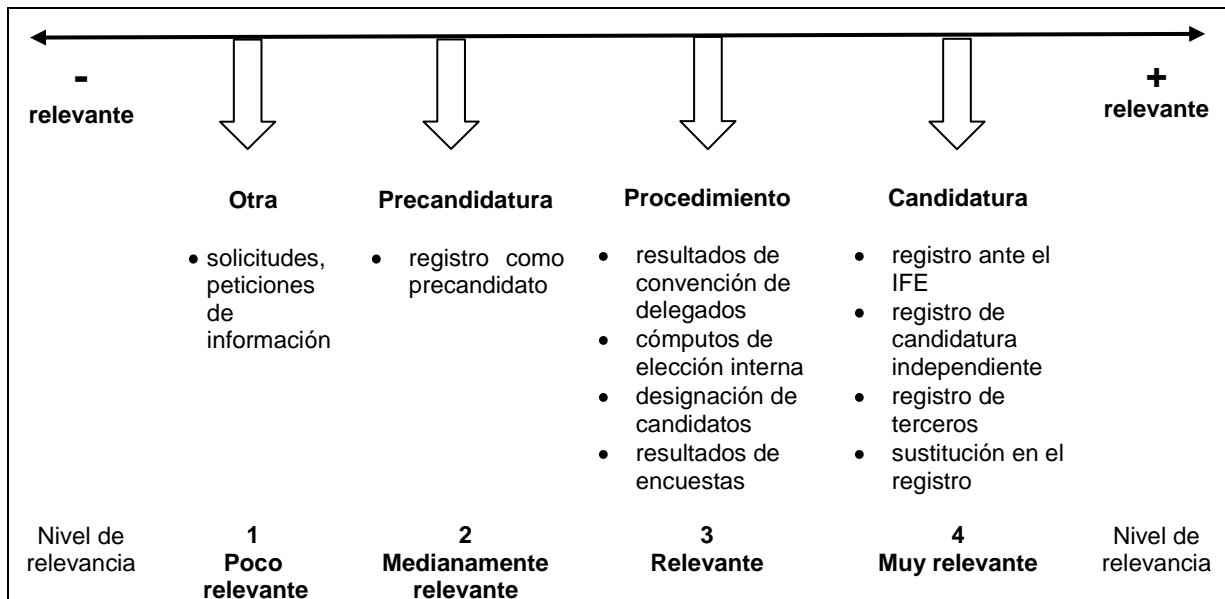 -
relevante
+
relevante
Otra
• solicitudes,
peticiones
de
información
Precandidatura
• registro como
precandidato
Procedimiento
• resultados de
convención de
delegados
• cómputos de
elección interna
• designación de
candidatos
• resultados de
encuestas
Candidatura
• registro ante el
IFE
• registro de
candidatura
independiente
• registro de
terceros
• sustitución en el
registro
Nivel de
relevancia
1
Poco
relevante
2
Medianamente
relevante
3
Relevante
4
Muy relevante
Nivel de
relevancia